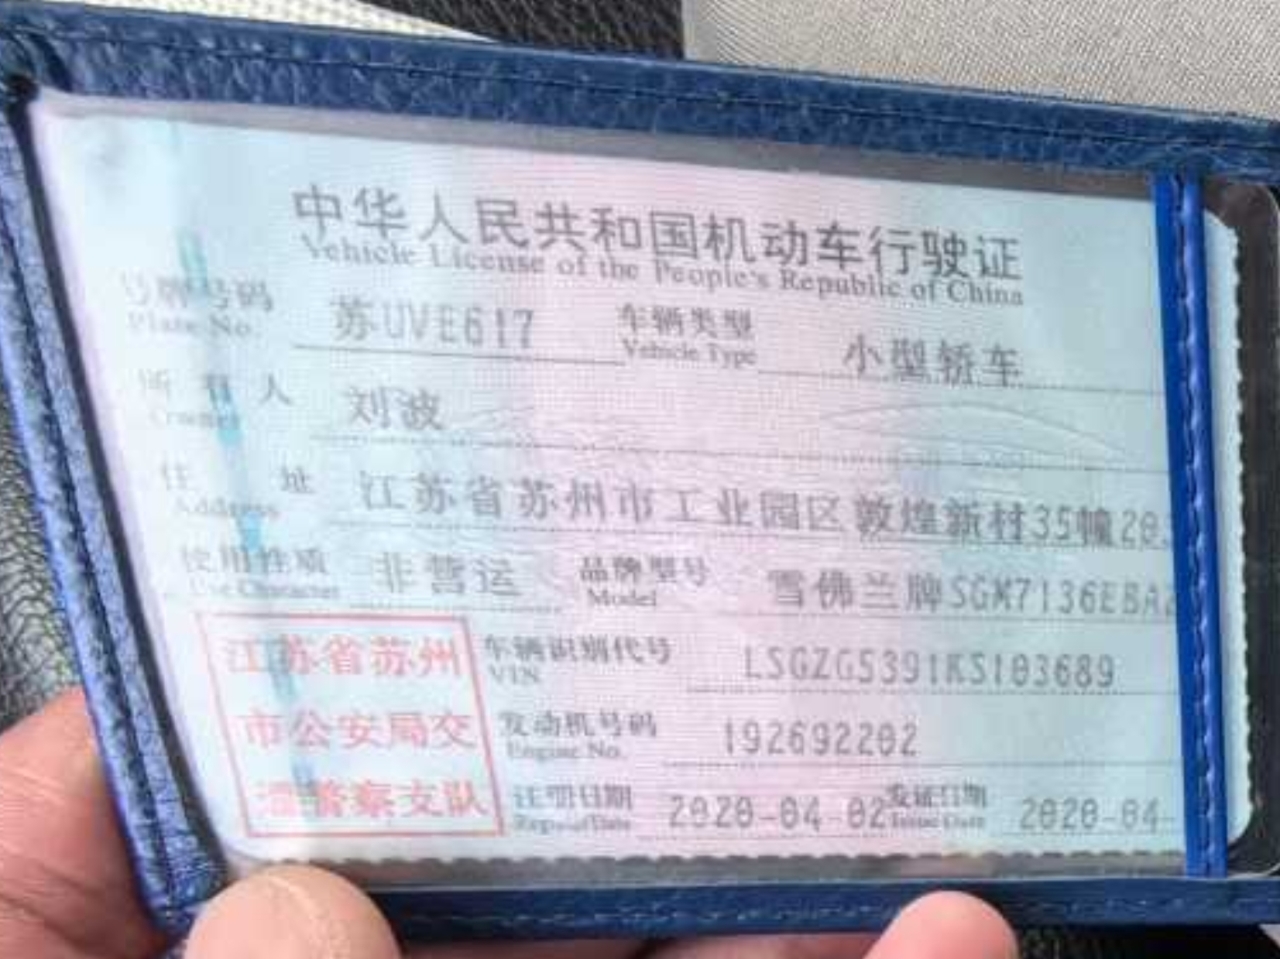 中华人民共和国机动车行驶证
Vehicle License of the People's Republic of China
号牌号码 苏UVE617 车辆类型 小型轿车
Plate No. Vehicle Type
所有人 刘波
Owner
住址 江苏省苏州市工业园区敦煌新村35幢20
Address
使用性质 非营运 品牌型号 雪佛兰牌SGM7136EBA
Use Character Model
江苏省苏州 车辆识别代号 LSGZG5391KS103689
VIN
市公安局交 发动机号码 192692202
Engine No.
通警察支队 注册日期 2020-04-02 发证日期 2020-04-
Register Date Issue Date